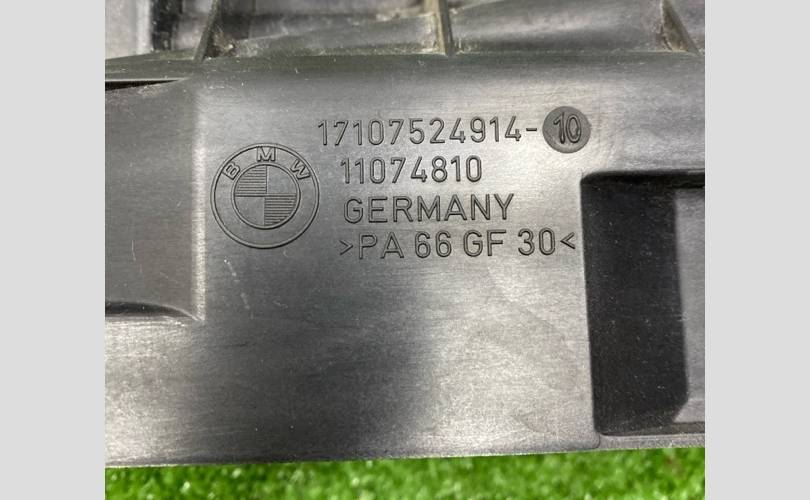 17107524914-10
BMW
11074810
GERMANY
>PA 66 GF 30<